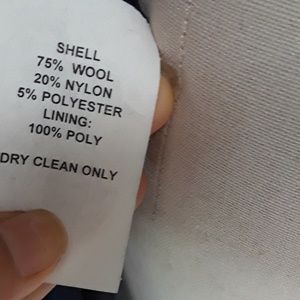 SHELL
75% WOOL
20% NYLON
5% POLYESTER
LINING:
100% POLY
DRY CLEAN ONLY